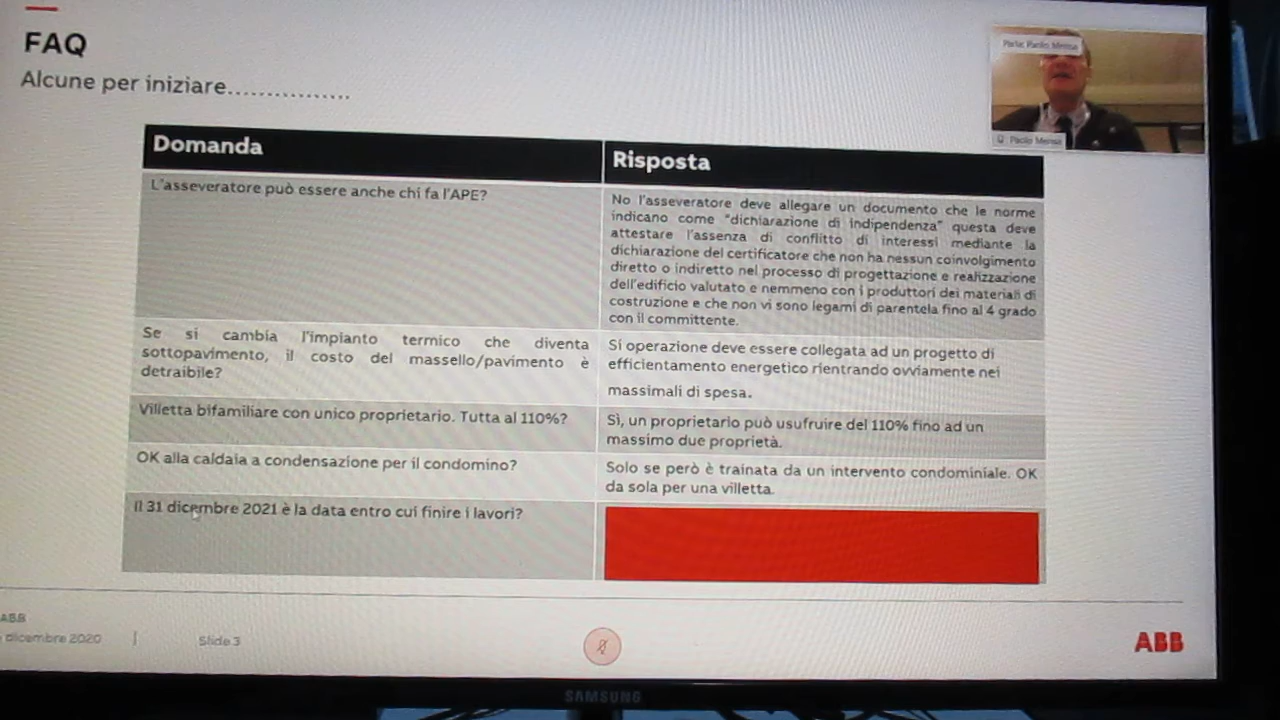 FAQ
Alcune per iniziare................
Parla: Paolo Mensa
Paolo Mensa
Domanda
Risposta
L'asseveratore può essere anche chi fa l'APE?
No l'asseveratore deve allegare un documento che le norme
indicano come "dichiarazione di indipendenza" questa deve
attestare l'assenza di conflitto di interessi mediante la
dichiarazione del certificatore che non ha nessun coinvolgimento
diretto o indiretto nel processo di progettazione e realizzazione
dell'edificio valutato e nemmeno con i produttori dei materiali di
costruzione e che non vi sono legami di parentela fino al 4 grado
con il committente.
Se si cambia l'impianto termico che diventa
sottopavimento, il costo del massello/pavimento è
detraibile?
Sí operazione deve essere collegata ad un progetto di
efficientamento energetico rientrando ovviamente nei
massimali di spesa.
Villetta bifamiliare con unico proprietario. Tutta al 110%?
Sì, un proprietario può usufruire del 110% fino ad un
massimo due proprietà.
OK alla caldaia a condensazione per il condomino?
Solo se però è trainata da un intervento condominiale. OK
da sola per una villetta.
Il 31 dicembre 2021 è la data entro cui finire i lavori?
ABB
dicembre 2020
Slide 3
ABB
SAMSUNG